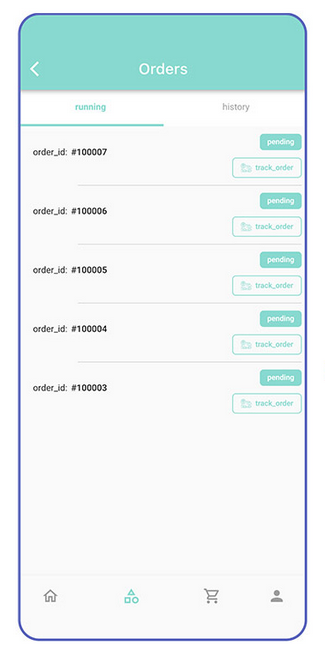 Orders
running
history
pending
order_id: #100007
track_order
pending
order_id: #100006
track_order
pending
order_id: #100005
track_order
pending
order_id: #100004
track_order
pending
order_id: #100003
track_order